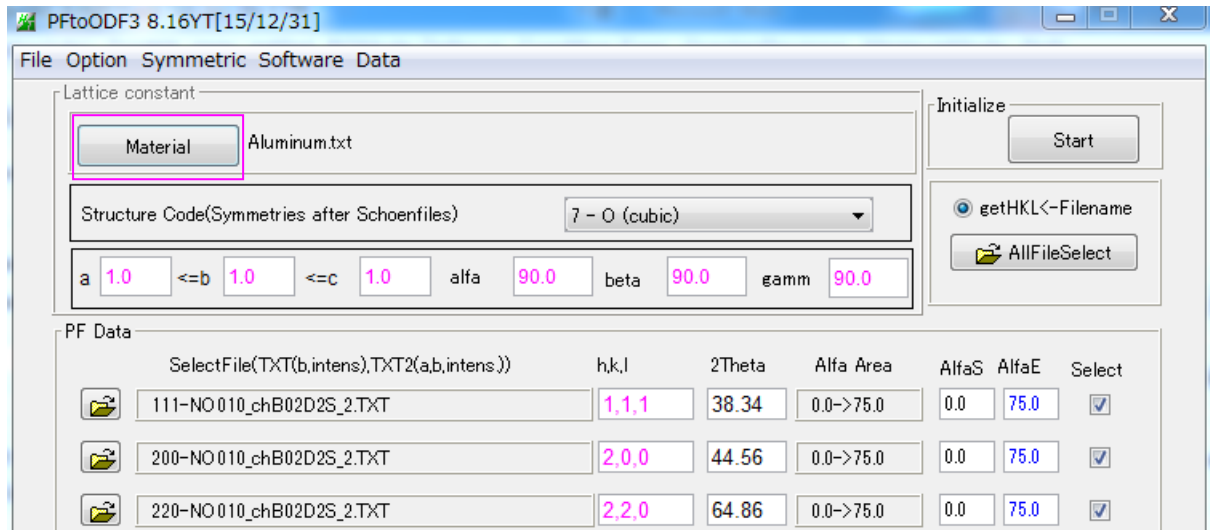 PFtoODF3 8.16YT[15/12/31]
File Option Symmetric Software Data
Lattice constant
Material Aluminum.txt
Structure Code(Symmetries after Schoenfiles) 7 - O (cubic)
a 1.0 <=b 1.0 <=c 1.0 alfa 90.0 beta 90.0 gamm 90.0
Initialize
Start
getHKL<-Filename
AllFileSelect
PF Data
SelectFile(TXT(b,intens),TXT2(a,b,intens.)) h,k,l 2Theta Alfa Area AlfaS AlfaE Select
111-NO010_chB02D2S_2.TXT 1,1,1 38.34 0.0->75.0 0.0 75.0
200-NO010_chB02D2S_2.TXT 2,0,0 44.56 0.0->75.0 0.0 75.0
220-NO010_chB02D2S_2.TXT 2,2,0 64.86 0.0->75.0 0.0 75.0